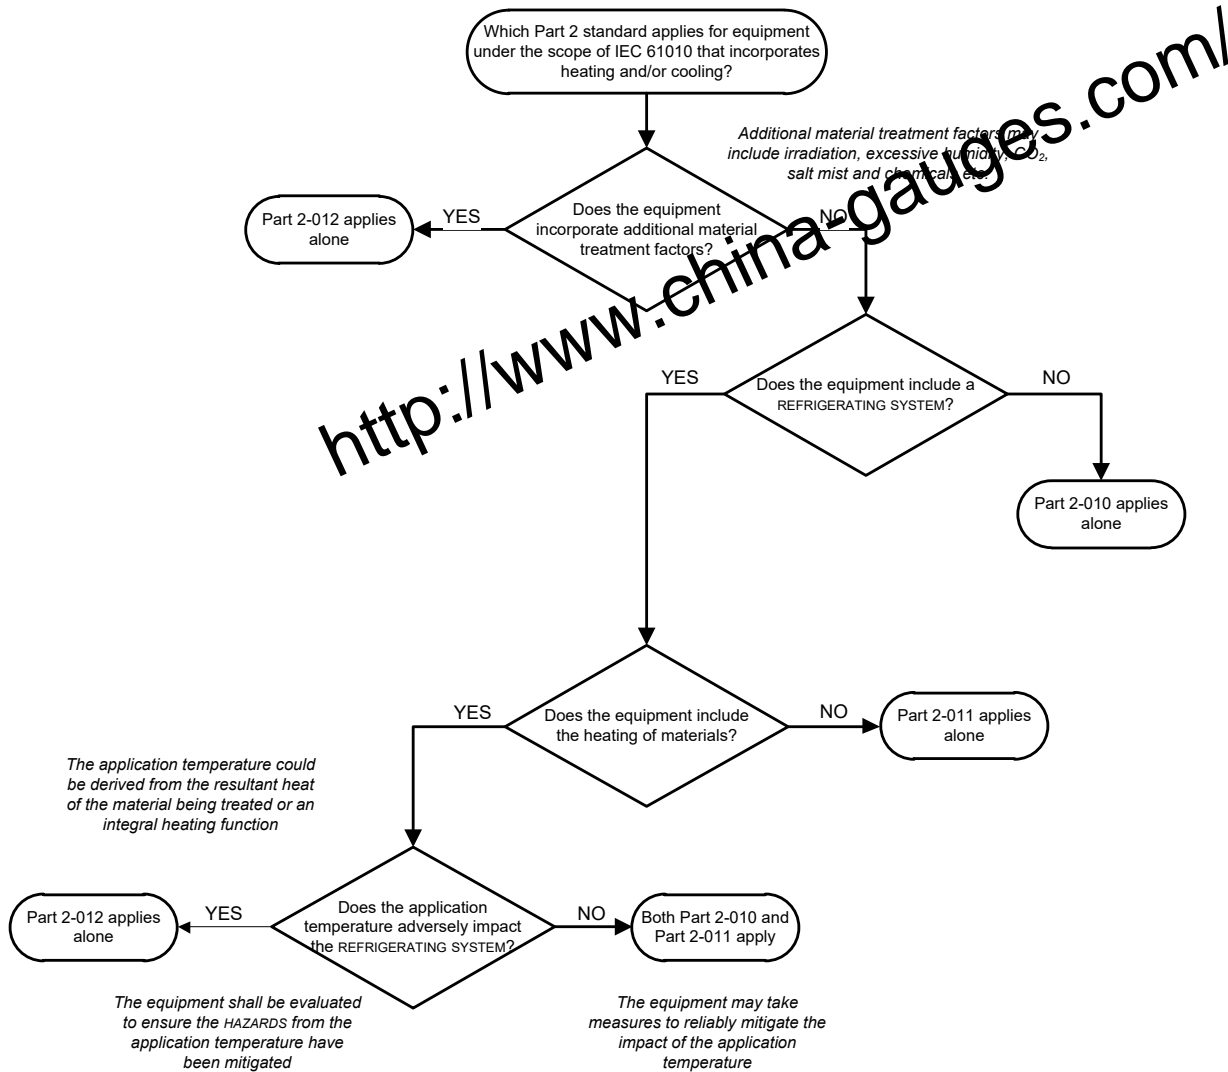 Which Part 2 standard applies for equipment
under the scope of IEC 61010 that incorporates
heating and/or cooling?
Additional material treatment factors may
include irradiation, excessive humidity, CO₂,
salt mist and chemicals etc.
Does the equipment
incorporate additional material
treatment factors?
YES
NO
Part 2-012 applies
alone
http://www.china-gauges.com/
Does the equipment include a
REFRIGERATING SYSTEM?
YES
NO
Part 2-010 applies
alone
Does the equipment include
the heating of materials?
YES
NO
Part 2-011 applies
alone
The application temperature could
be derived from the resultant heat
of the material being treated or an
integral heating function
Does the application
temperature adversely impact
the REFRIGERATING SYSTEM?
YES
NO
Part 2-012 applies
alone
Both Part 2-010 and
Part 2-011 apply
The equipment shall be evaluated
to ensure the HAZARDS from the
application temperature have
been mitigated
The equipment may take
measures to reliably mitigate the
impact of the application
temperature